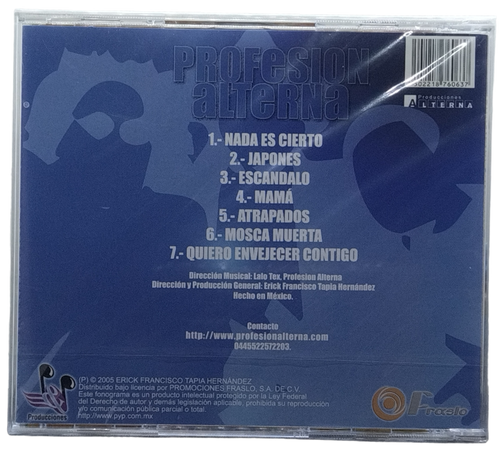 PROFESION
ALTERNA
7502218760637
Producciones
ALTERNA
1.- NADA ES CIERTO
2.- JAPONES
3.- ESCANDALO
4.- MAMÁ
5.- ATRAPADOS
6.- MOSCA MUERTA
7.- QUIERO ENVEJECER CONTIGO
Dirección Musical: Lalo Tex, Profesion Alterna
Dirección y Producción General: Erick Francisco Tapia Hernández
Hecho en México.
Contacto
http://www.profesionalterna.com
0445522572203.
(P) © 2005 ERICK FRANCISCO TAPIA HERNÁNDEZ
Distribuido bajo licencia por PROMOCIONES FRASLO, S.A. DE C.V.
Este fonograma es un producto intelectual protegido por la Ley Federal
del Derecho de autor y demás legislación aplicable, prohibida su reproducción
y/o comunicación pública parcial o total.
http://www.pyp.com.mx
Producciones
Fraslo